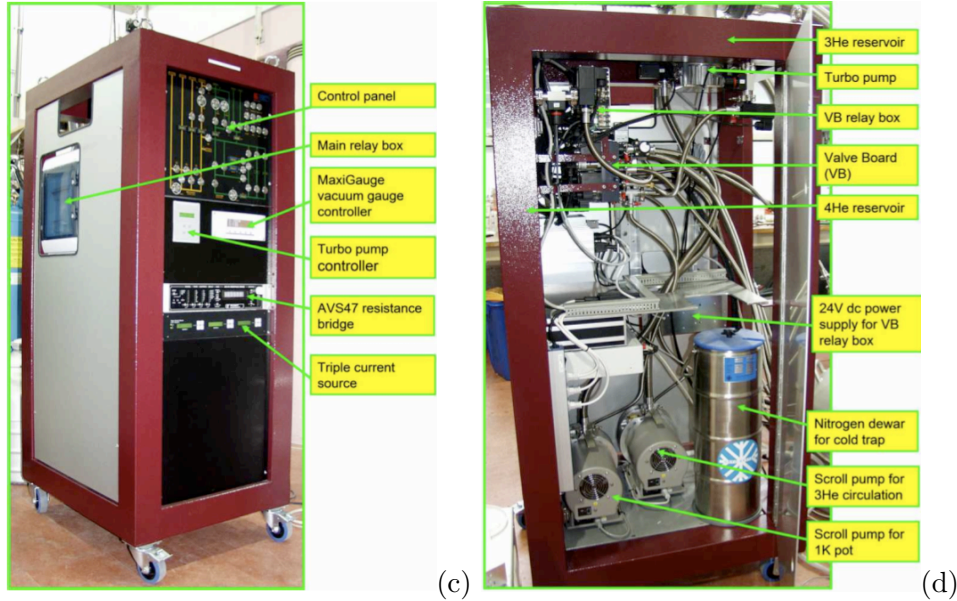 Control panel
Main relay box
MaxiGauge
vacuum gauge
controller
Turbo pump
controller
AVS47 resistance
bridge
Triple current
source
(c)
3He reservoir
Turbo pump
VB relay box
Valve Board
(VB)
4He reservoir
24V dc power
supply for VB
relay box
Nitrogen dewar
for cold trap
Scroll pump for
3He circulation
Scroll pump for
1K pot
(d)